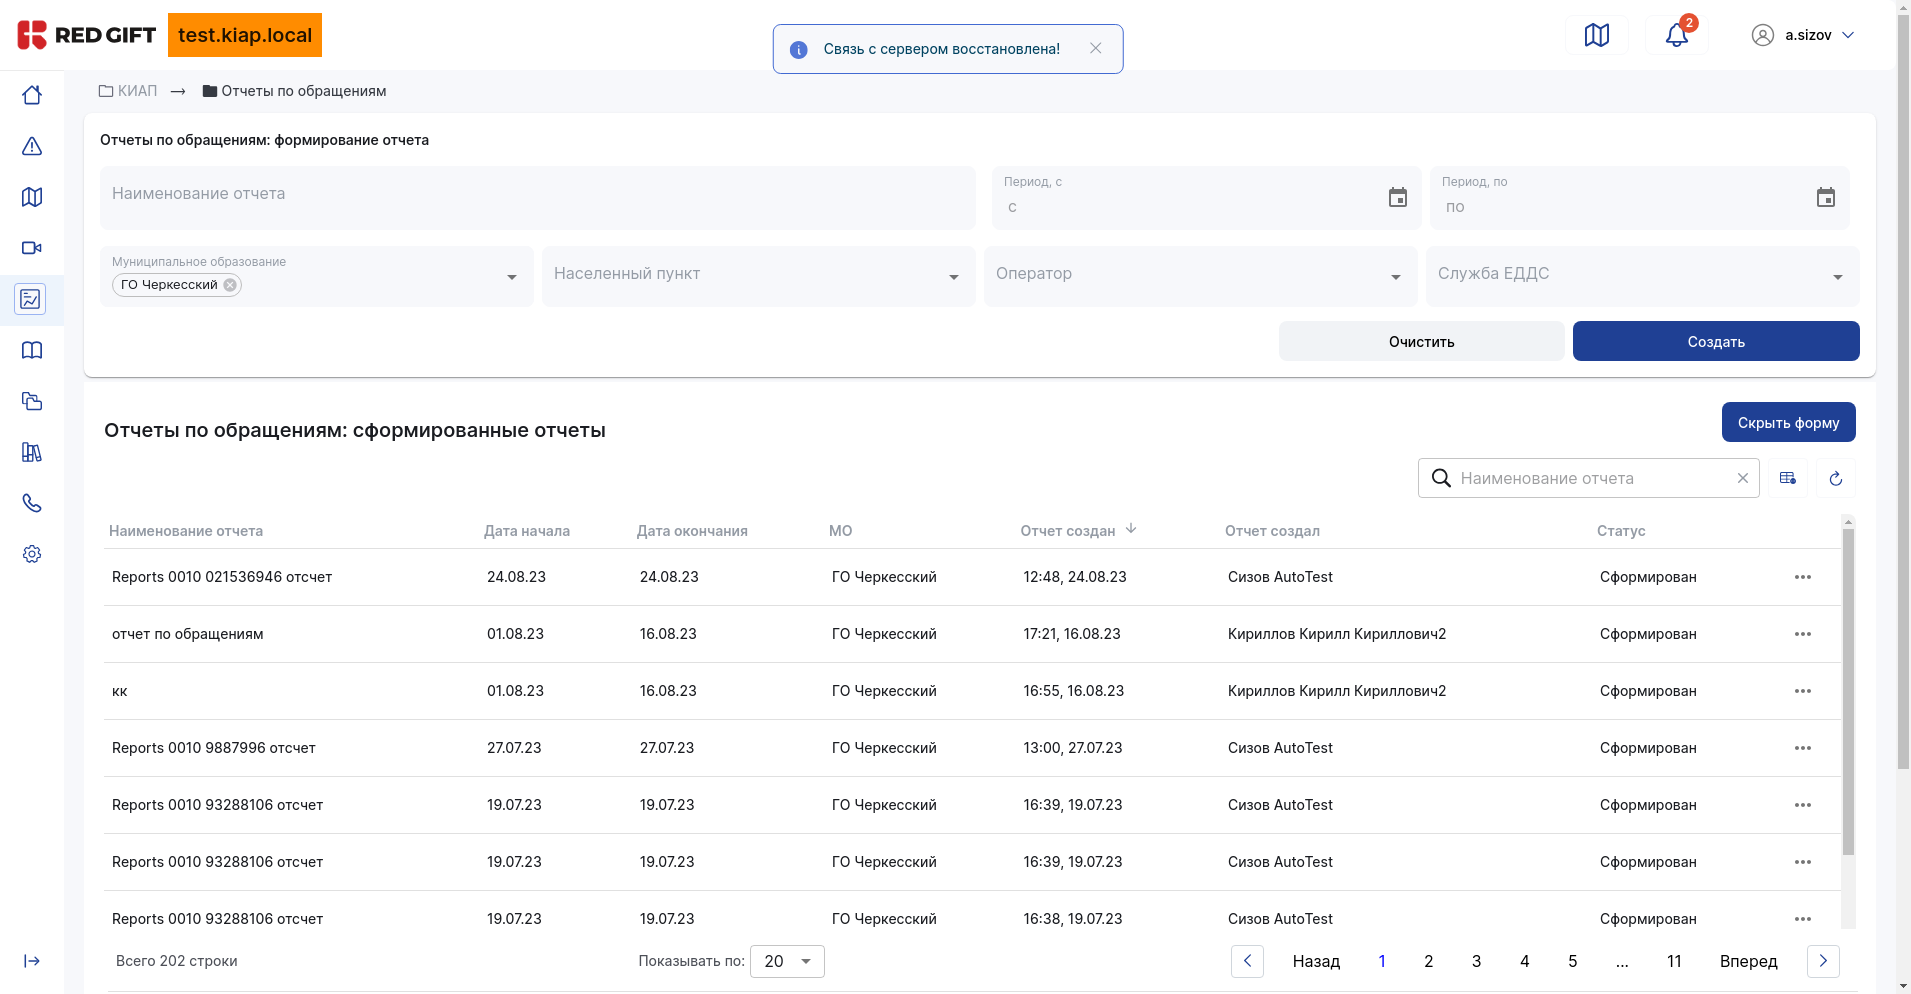 RED GIFT test.kiap.local
Связь с сервером восстановлена!
2
a.sizov
КИАП → Отчеты по обращениям
Отчеты по обращениям: формирование отчета
Наименование отчета
Период, с
с
Период, по
по
Муниципальное образование
ГО Черкесский
Населенный пункт
Оператор
Служба ЕДДС
Очистить
Создать
Отчеты по обращениям: сформированные отчеты
Скрыть форму
Наименование отчета
Наименование отчета Дата начала Дата окончания МО Отчет создан Отчет создал Статус
Reports 0010 021536946 отсчет 24.08.23 24.08.23 ГО Черкесский 12:48, 24.08.23 Сизов AutoTest Сформирован
отчет по обращениям 01.08.23 16.08.23 ГО Черкесский 17:21, 16.08.23 Кириллов Кирилл Кириллович2 Сформирован
кк 01.08.23 16.08.23 ГО Черкесский 16:55, 16.08.23 Кириллов Кирилл Кириллович2 Сформирован
Reports 0010 9887996 отсчет 27.07.23 27.07.23 ГО Черкесский 13:00, 27.07.23 Сизов AutoTest Сформирован
Reports 0010 93288106 отсчет 19.07.23 19.07.23 ГО Черкесский 16:39, 19.07.23 Сизов AutoTest Сформирован
Reports 0010 93288106 отсчет 19.07.23 19.07.23 ГО Черкесский 16:39, 19.07.23 Сизов AutoTest Сформирован
Reports 0010 93288106 отсчет 19.07.23 19.07.23 ГО Черкесский 16:38, 19.07.23 Сизов AutoTest Сформирован
Всего 202 строки Показывать по: 20 Назад 1 2 3 4 5 ... 11 Вперед